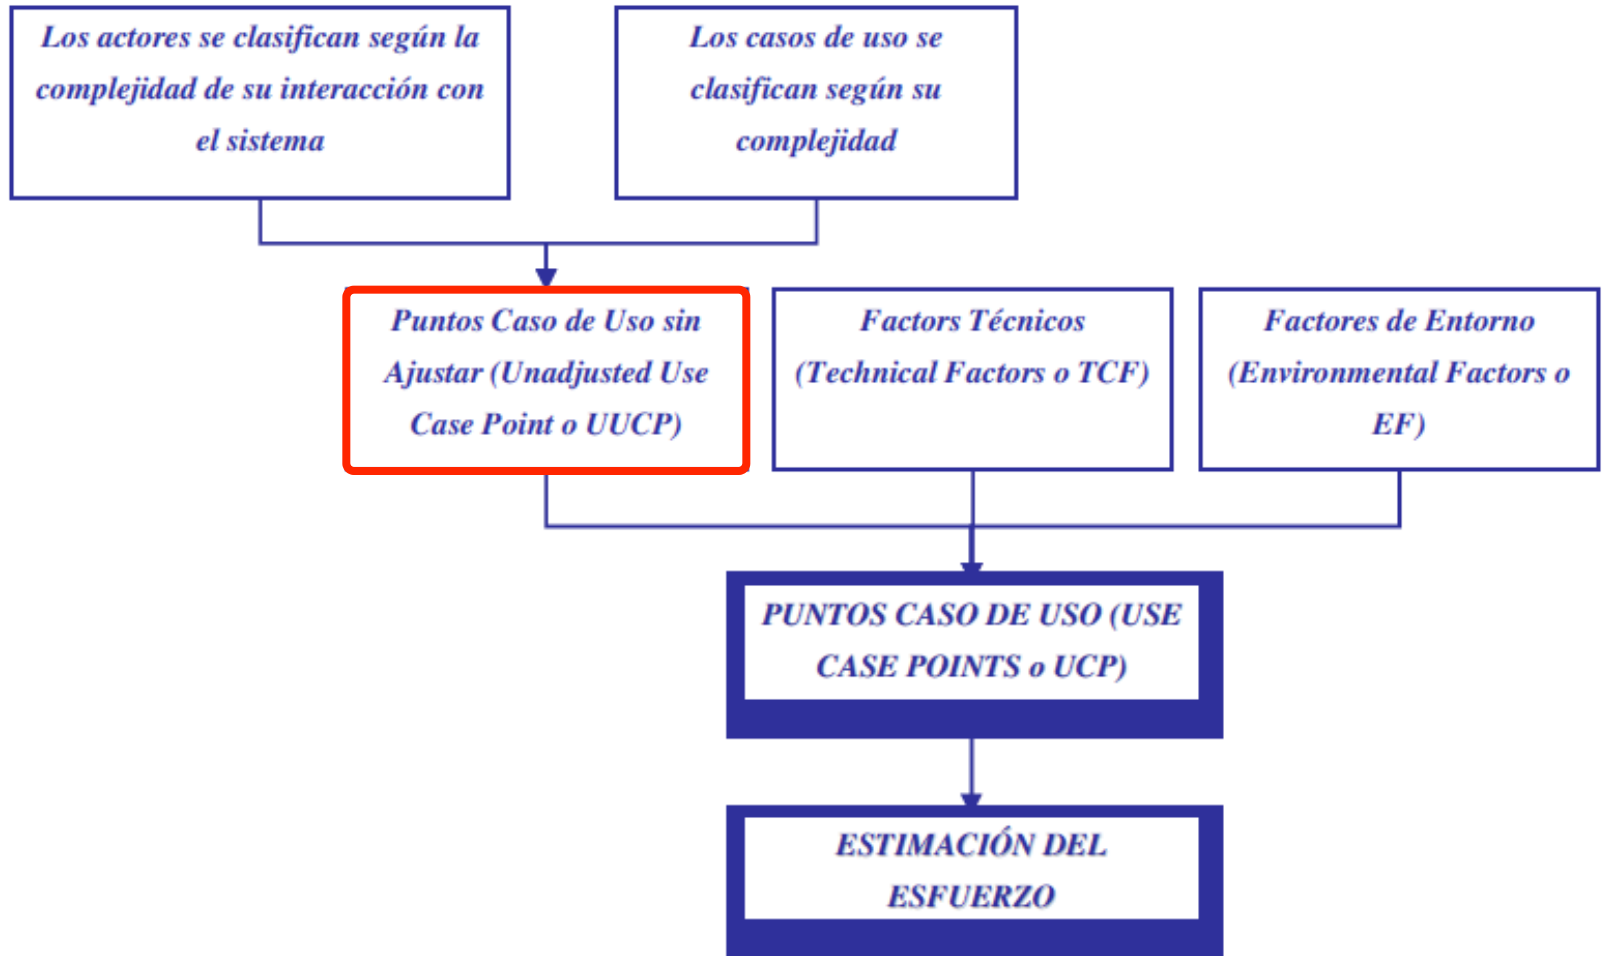 Los actores se clasifican según la
complejidad de su interacción con
el sistema
Los casos de uso se
clasifican según su
complejidad
Puntos Caso de Uso sin
Ajustar (Unadjusted Use
Case Point o UUCP)
Factors Técnicos
(Technical Factors o TCF)
Factores de Entorno
(Environmental Factors o
EF)
PUNTOS CASO DE USO (USE
CASE POINTS o UCP)
ESTIMACIÓN DEL
ESFUERZO